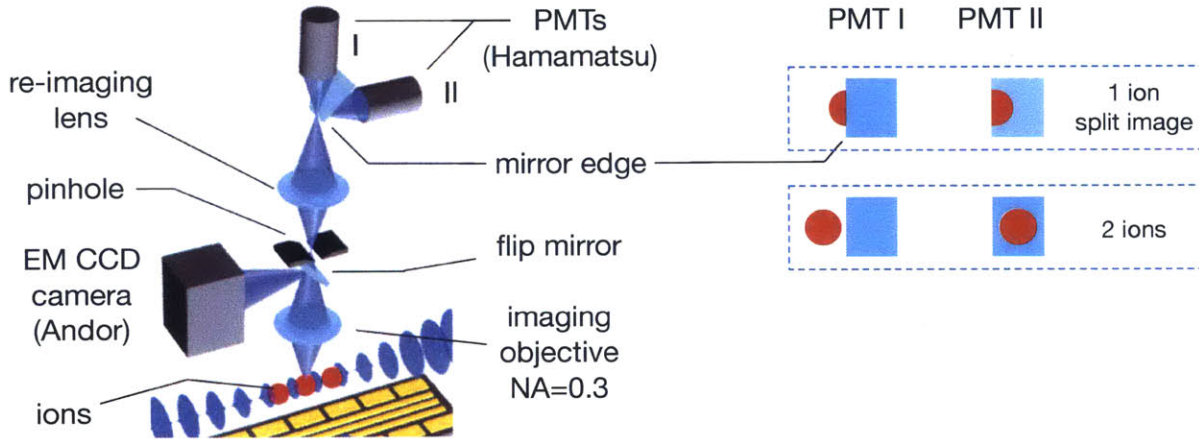 PMTs
(Hamamatsu)
I
II
re-imaging
lens
mirror edge
pinhole
flip mirror
EM CCD
camera
(Andor)
imaging
objective
NA=0.3
ions
PMT I
PMT II
1 ion
split image
2 ions